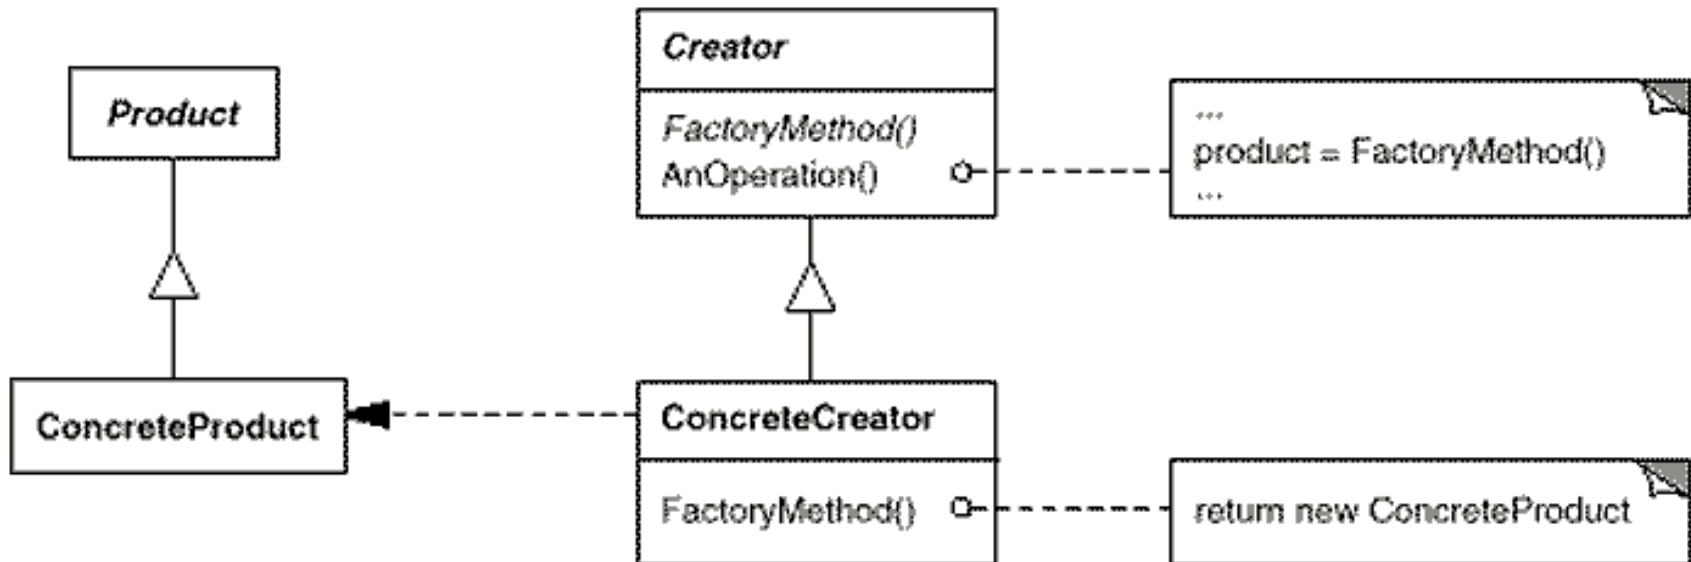 Product
Creator
FactoryMethod()
AnOperation()
...
product = FactoryMethod()
...
ConcreteProduct
ConcreteCreator
FactoryMethod()
return new ConcreteProduct